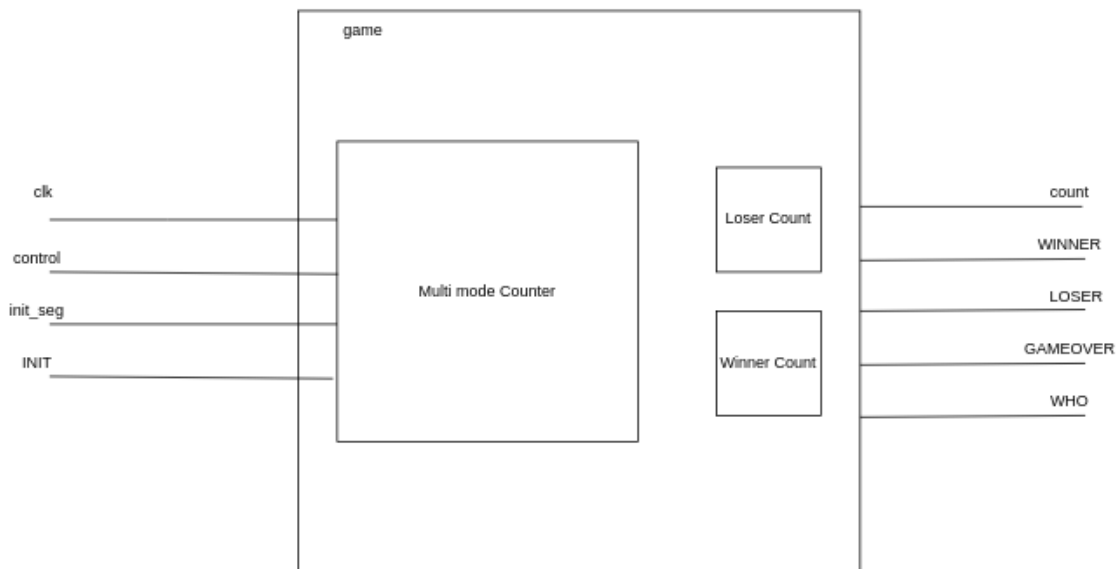 game
clk
control
init_seg
INIT
Multi mode Counter
Loser Count
Winner Count
count
WINNER
LOSER
GAMEOVER
WHO